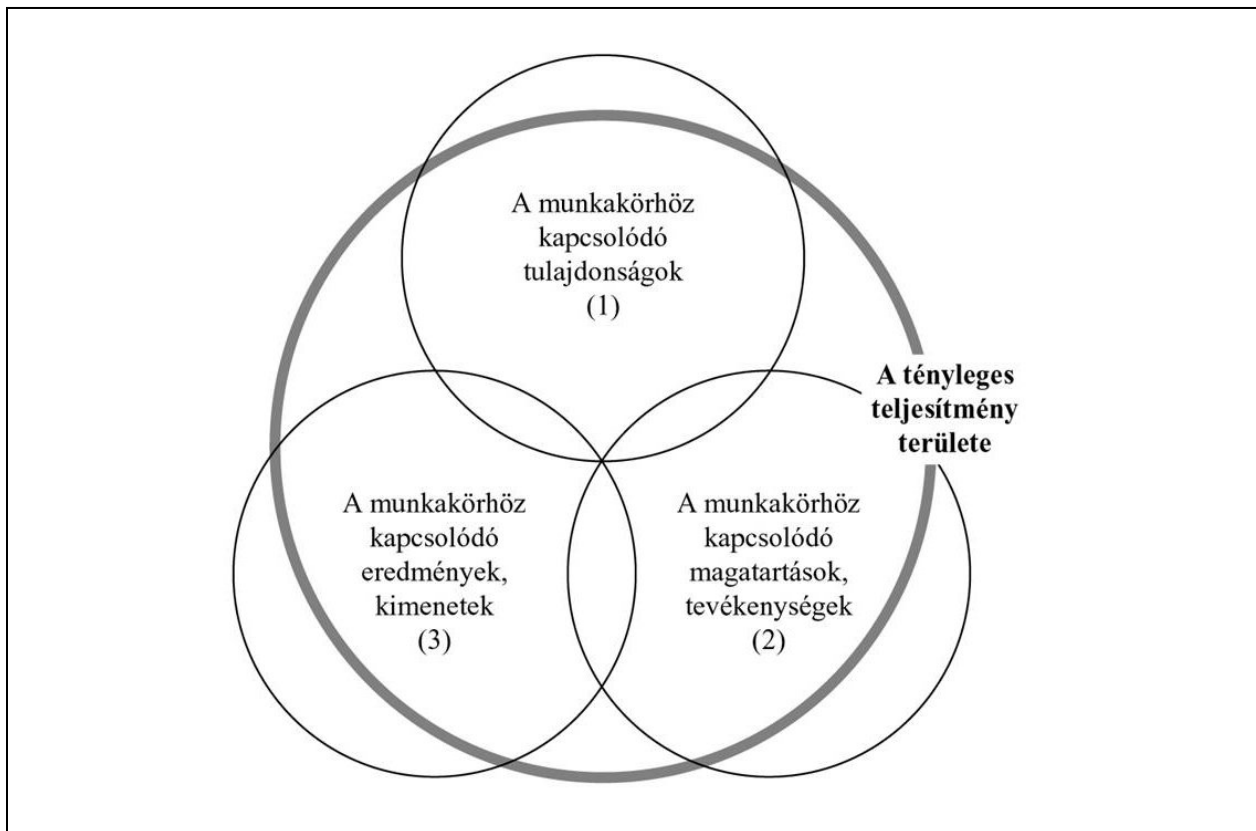 A munkakörhöz
kapcsolódó
tulajdonságok
(1)
A tényleges
teljesítmény
területe
A munkakörhöz
kapcsolódó
eredmények,
kimenetek
(3)
A munkakörhöz
kapcsolódó
magatartások,
tevékenységek
(2)